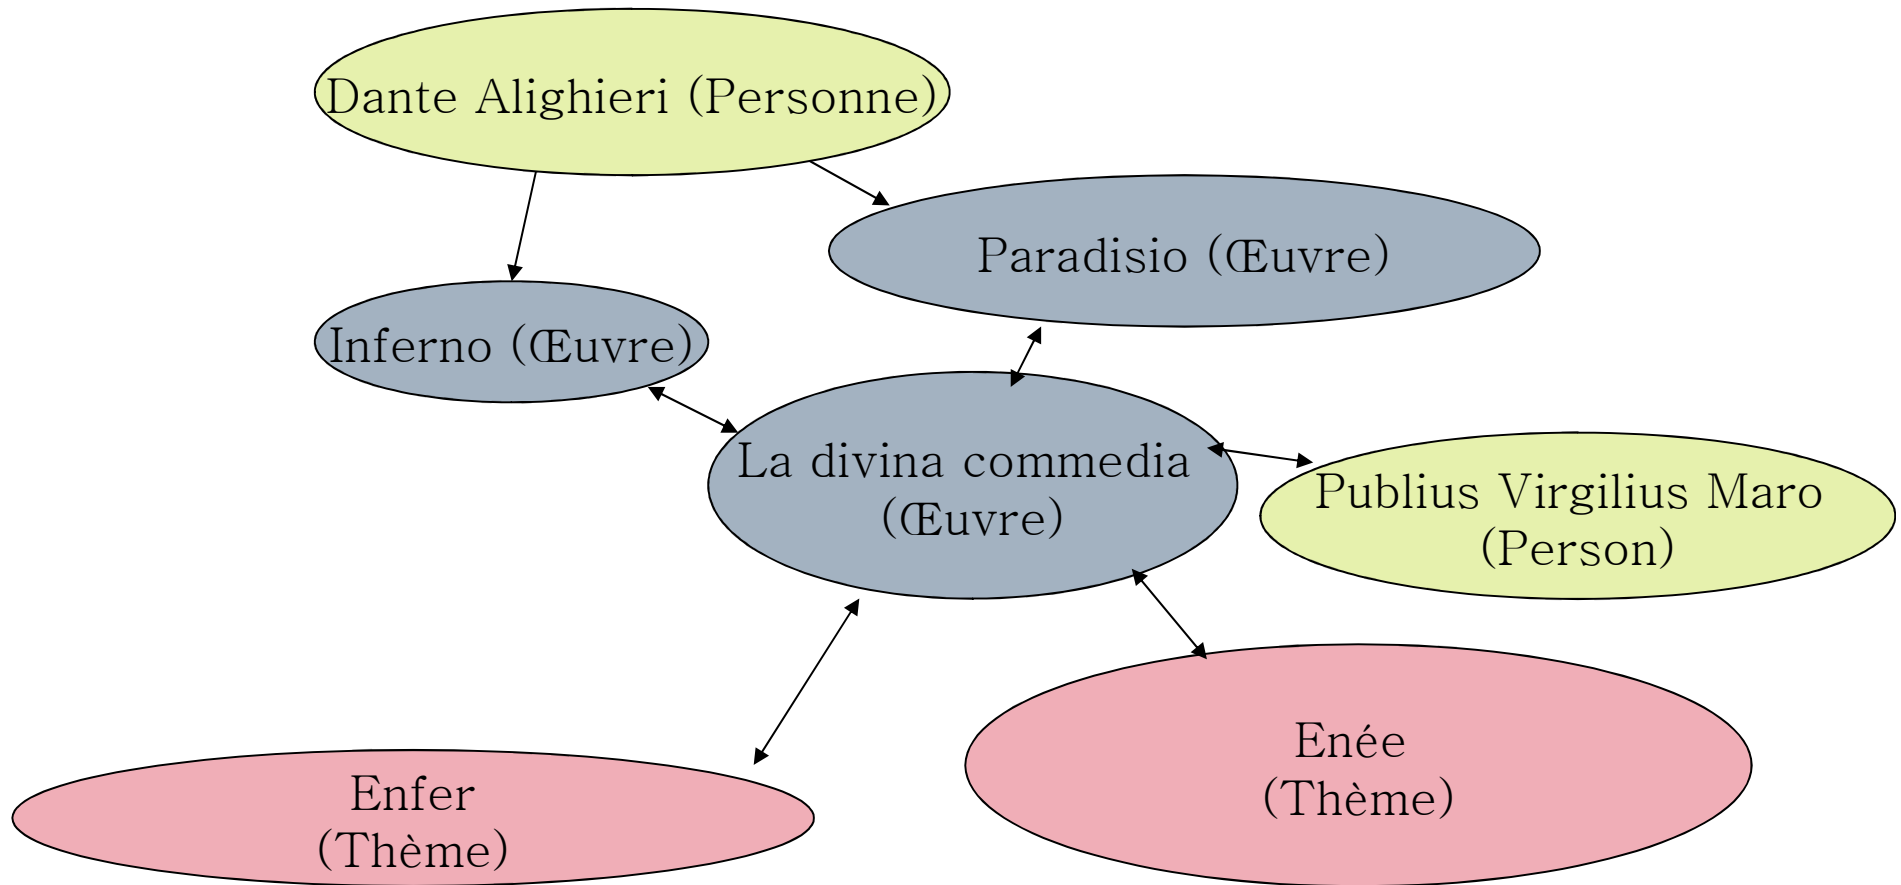 Dante Alighieri (Personne)
Paradisio (Œuvre)
Inferno (Œuvre)
La divina commedia
(Œuvre)
Publius Virgilius Maro
(Person)
Enée
(Thème)
Enfer
(Thème)